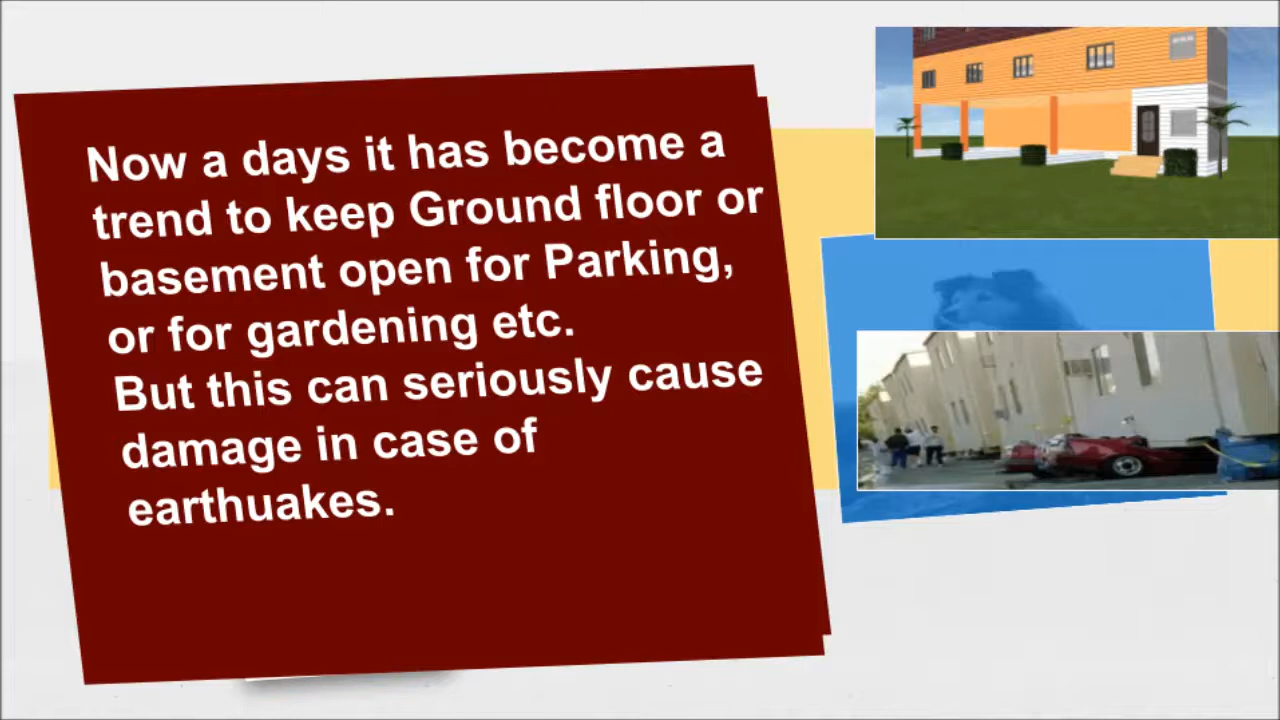 Now a days it has become a
trend to keep Ground floor or
basement open for Parking,
or for gardening etc.
But this can seriously cause
damage in case of
earthuakes.